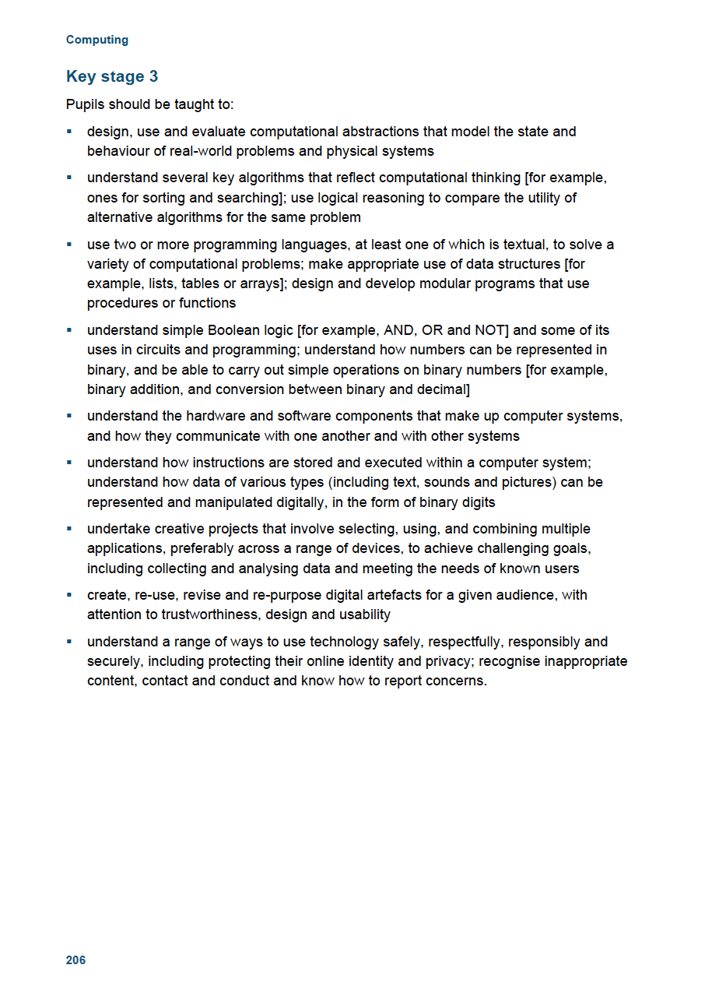 Computing
Key stage 3
Pupils should be taught to:
▪ design, use and evaluate computational abstractions that model the state and
behaviour of real-world problems and physical systems
▪ understand several key algorithms that reflect computational thinking [for example,
ones for sorting and searching]; use logical reasoning to compare the utility of
alternative algorithms for the same problem
▪ use two or more programming languages, at least one of which is textual, to solve a
variety of computational problems; make appropriate use of data structures [for
example, lists, tables or arrays]; design and develop modular programs that use
procedures or functions
▪ understand simple Boolean logic [for example, AND, OR and NOT] and some of its
uses in circuits and programming; understand how numbers can be represented in
binary, and be able to carry out simple operations on binary numbers [for example,
binary addition, and conversion between binary and decimal]
▪ understand the hardware and software components that make up computer systems,
and how they communicate with one another and with other systems
▪ understand how instructions are stored and executed within a computer system;
understand how data of various types (including text, sounds and pictures) can be
represented and manipulated digitally, in the form of binary digits
▪ undertake creative projects that involve selecting, using, and combining multiple
applications, preferably across a range of devices, to achieve challenging goals,
including collecting and analysing data and meeting the needs of known users
▪ create, re-use, revise and re-purpose digital artefacts for a given audience, with
attention to trustworthiness, design and usability
▪ understand a range of ways to use technology safely, respectfully, responsibly and
securely, including protecting their online identity and privacy; recognise inappropriate
content, contact and conduct and know how to report concerns.
206